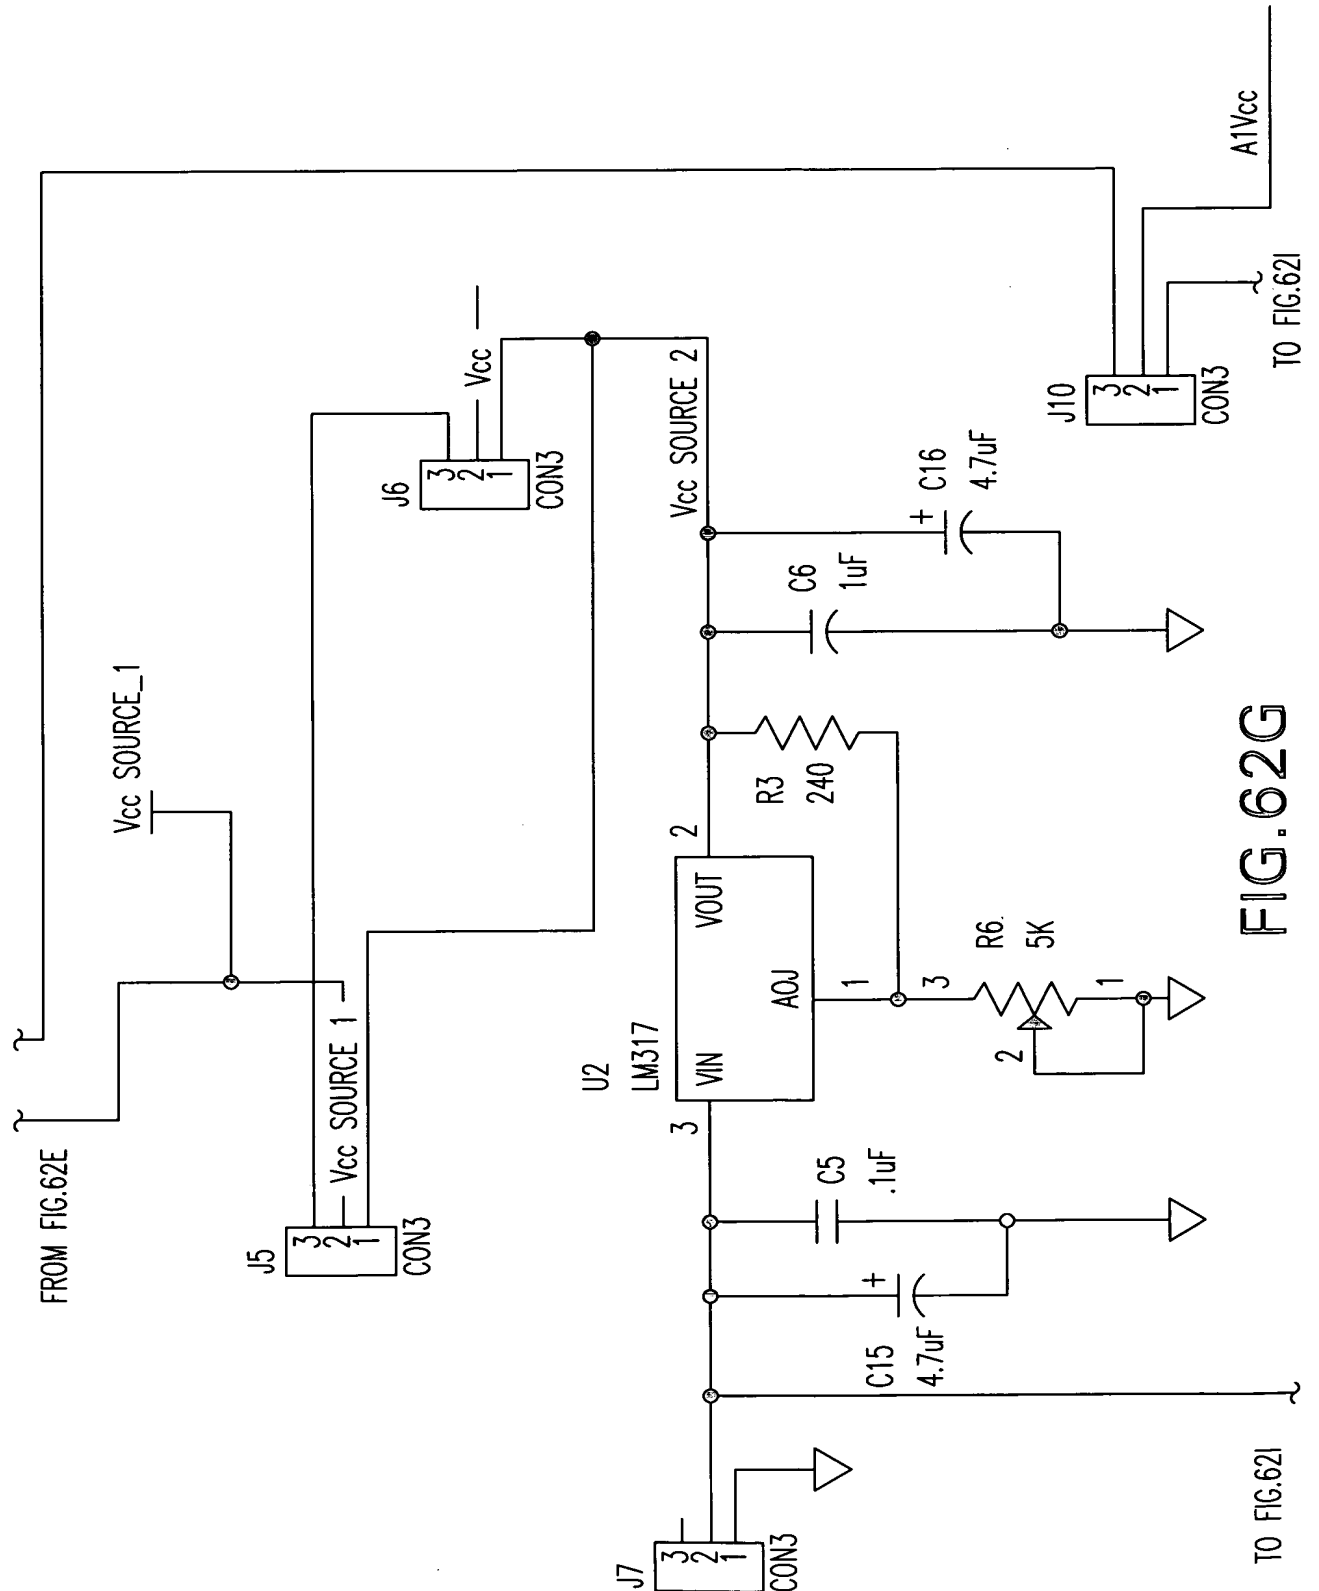 FROM FIG.62E
Vcc SOURCE_1
J5
3
2
1
CON3
Vcc SOURCE 1
J6
3
2
1
CON3
Vcc
Vcc SOURCE 2
U2
LM317
VIN
VOUT
AOJ
3
2
1
R3
240
C6
1uF
C16
4.7uF
+
R6
5K
3
2
1
C5
.1uF
C15
4.7uF
+
J7
3
2
1
CON3
J10
3
2
1
CON3
A1Vcc
TO FIG.62I
TO FIG.62I
FIG.62G